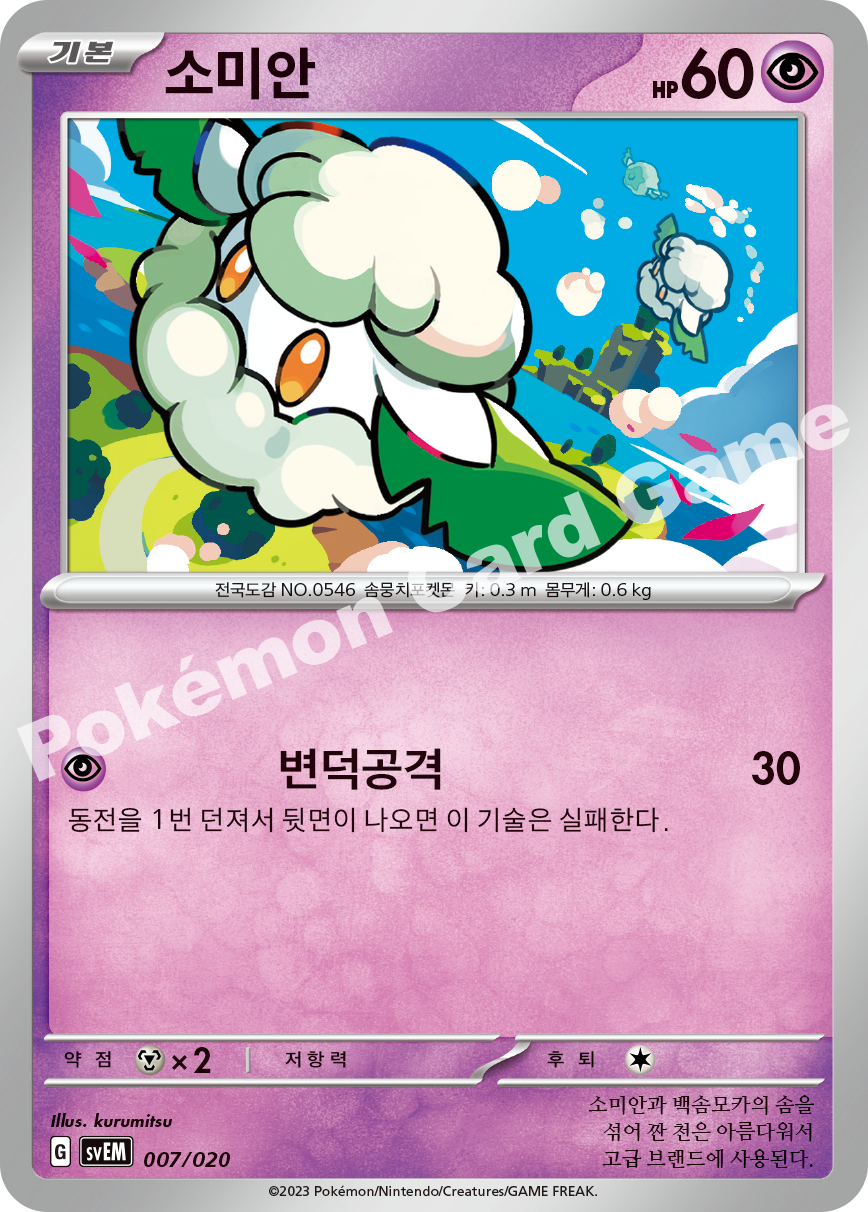 기본
소미안
HP60
전국도감 NO.0546 솜뭉치포켓몬 키: 0.3 m 몸무게: 0.6 kg
Pokémon Card Game
변덕공격 30
동전을 1번 던져서 뒷면이 나오면 이 기술은 실패한다.
약점 ×2 저항력 후퇴
소미안과 백솜모카의 솜을
섞어 짠 천은 아름다워서
고급 브랜드에 사용된다.
Illus. kurumitsu
G svEM 007/020
©2023 Pokémon/Nintendo/Creatures/GAME FREAK.